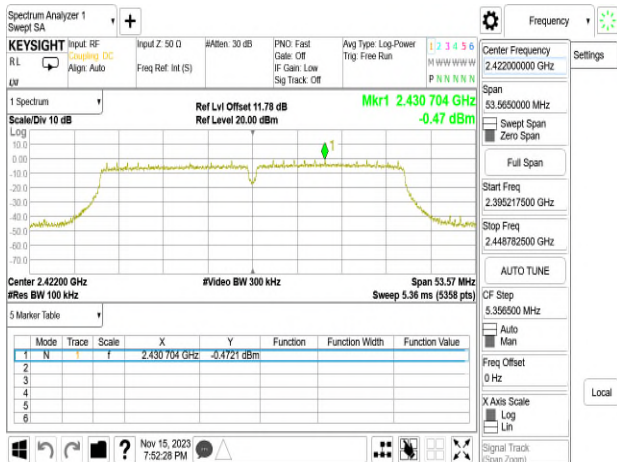 Spectrum Analyzer 1
Swept SA
+
Frequency
KEYSIGHT
RL
Input: RF
Coupling: DC
Align: Auto
Input Z: 50 Ω
Freq Ref: Int (S)
#Atten: 30 dB
PNO: Fast
Gate: Off
IF Gain: Low
Sig Track: Off
Avg Type: Log-Power
Trig: Free Run
1 2 3 4 5 6
M W W W W W
P N N N N N
LXI
1 Spectrum
Scale/Div 10 dB
Ref Lvl Offset 11.78 dB
Ref Level 20.00 dBm
Mkr1 2.430 704 GHz
-0.47 dBm
Log
10.0
0.00
-10.0
-20.0
-30.0
-40.0
-50.0
-60.0
-70.0
1
Center 2.42200 GHz
#Res BW 100 kHz
#Video BW 300 kHz
Span 53.57 MHz
Sweep 5.36 ms (5358 pts)
5 Marker Table
Mode Trace Scale X Y Function Function Width Function Value
1 N 1 f 2.430 704 GHz -0.4721 dBm
2
3
4
5
6
Nov 15, 2023
7:52:28 PM
Center Frequency
2.422000000 GHz
Span
53.5650000 MHz
Swept Span
Zero Span
Full Span
Start Freq
2.395217500 GHz
Stop Freq
2.448782500 GHz
AUTO TUNE
CF Step
5.356500 MHz
Auto
Man
Freq Offset
0 Hz
X Axis Scale
Log
Lin
Signal Track
(Span Zoom)
Settings
Local